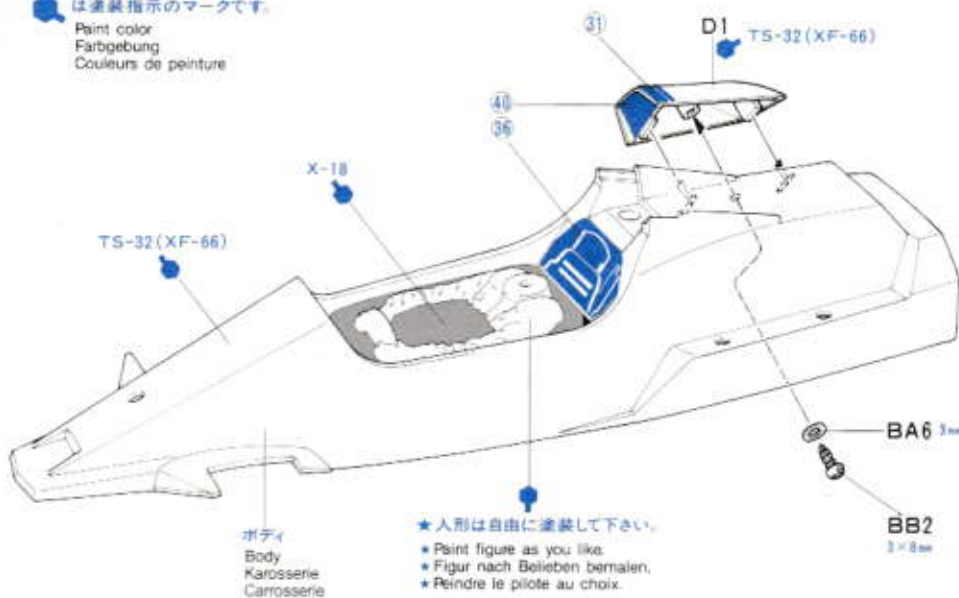 は塗装指示のマークです。
Paint color
Farbgebung
Couleurs de peinture
31
D1
TS-32(XF-66)
40
36
X-18
TS-32(XF-66)
BA6 3mm
BB2
3×8mm
ボディ
Body
Karosserie
Carrosserie
★人形は自由に塗装して下さい。
★Paint figure as you like.
★Figur nach Belieben bemalen.
★Peindre le pilote au choix.